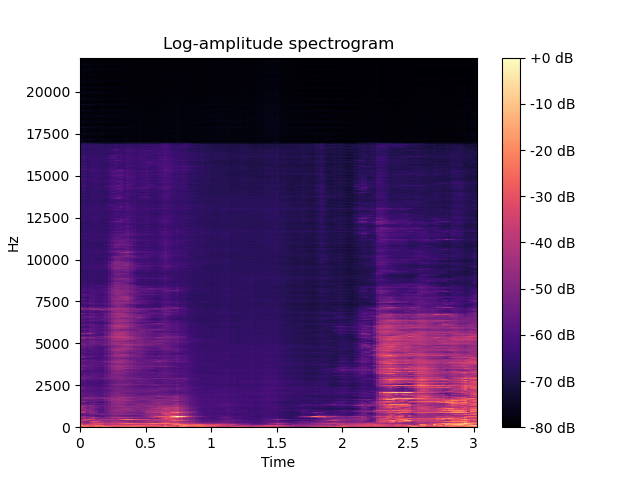 Log-amplitude spectrogram
Hz
20000
17500
15000
12500
10000
7500
5000
2500
0
0 0.5 1 1.5 2 2.5 3
Time
+0 dB
-10 dB
-20 dB
-30 dB
-40 dB
-50 dB
-60 dB
-70 dB
-80 dB